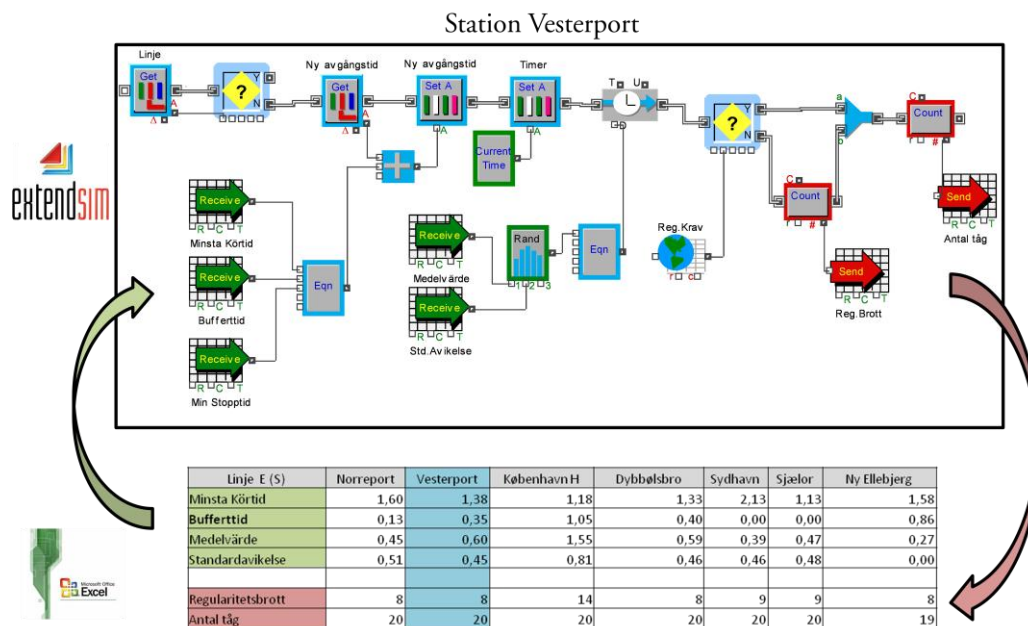 Station Vesterport
Linje
Ny avgångstid
Ny avgångstid
Timer
Get
A
Δ
?
Y
N
Get
A
Δ
Set A
A
Set A
A
Current
Time
T
U
?
Y
N
a
b
C
Count
r
#
C
Count
r
#
Send
R C T
Antal tåg
Send
R C T
Reg.Brott
Reg.Krav
r c
extendsim
Receive
R C T
Minsta Körtid
Receive
R C T
Bufferttid
Receive
R C T
Min Stopptid
Eqn
Receive
R C T
Medelvärde
Receive
R C T
Std.Avikelse
Rand
1 2 3
Eqn
Linje E (S) Norreport Vesterport København H Dybbølsbro Sydhavn Sjælor Ny Ellebjerg
Minsta Körtid 1,60 1,38 1,18 1,33 2,13 1,13 1,58
Bufferttid 0,13 0,35 1,05 0,40 0,00 0,00 0,86
Medelvärde 0,45 0,60 1,55 0,59 0,39 0,47 0,27
Standardavikelse 0,51 0,45 0,81 0,46 0,46 0,48 0,00
Regularitetsbrott 8 8 14 8 9 9 8
Antal tåg 20 20 20 20 20 20 19
Microsoft Office
Excel